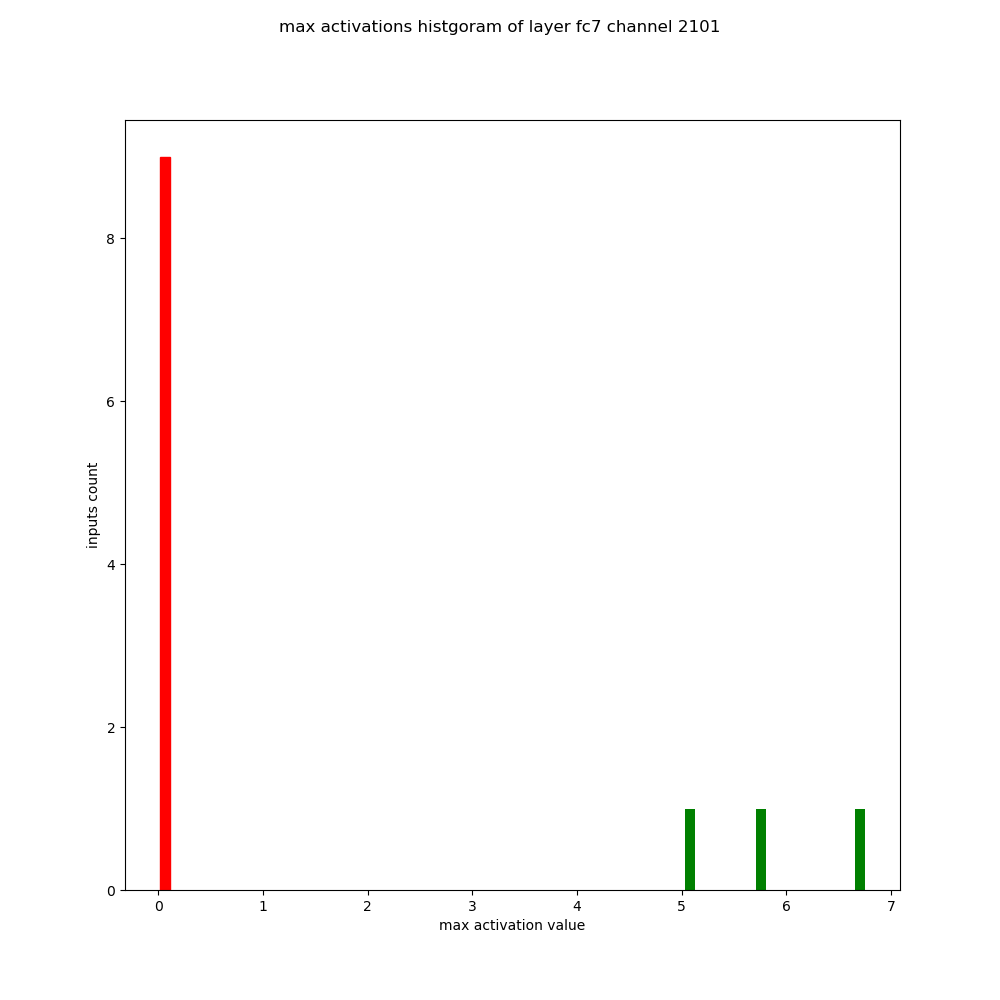 max activations histgoram of layer fc7 channel 2101
8
6
4
2
0
inputs count
0 1 2 3 4 5 6 7
max activation value